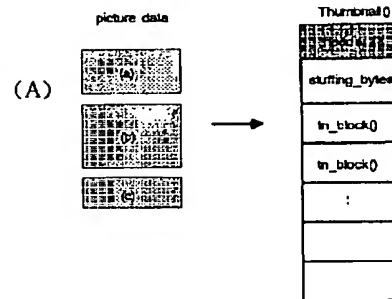 picture data
Thumbnail()
(A)
(a)
stuffing_bytes
(b)
tn_block()
tn_block()
(c)
: